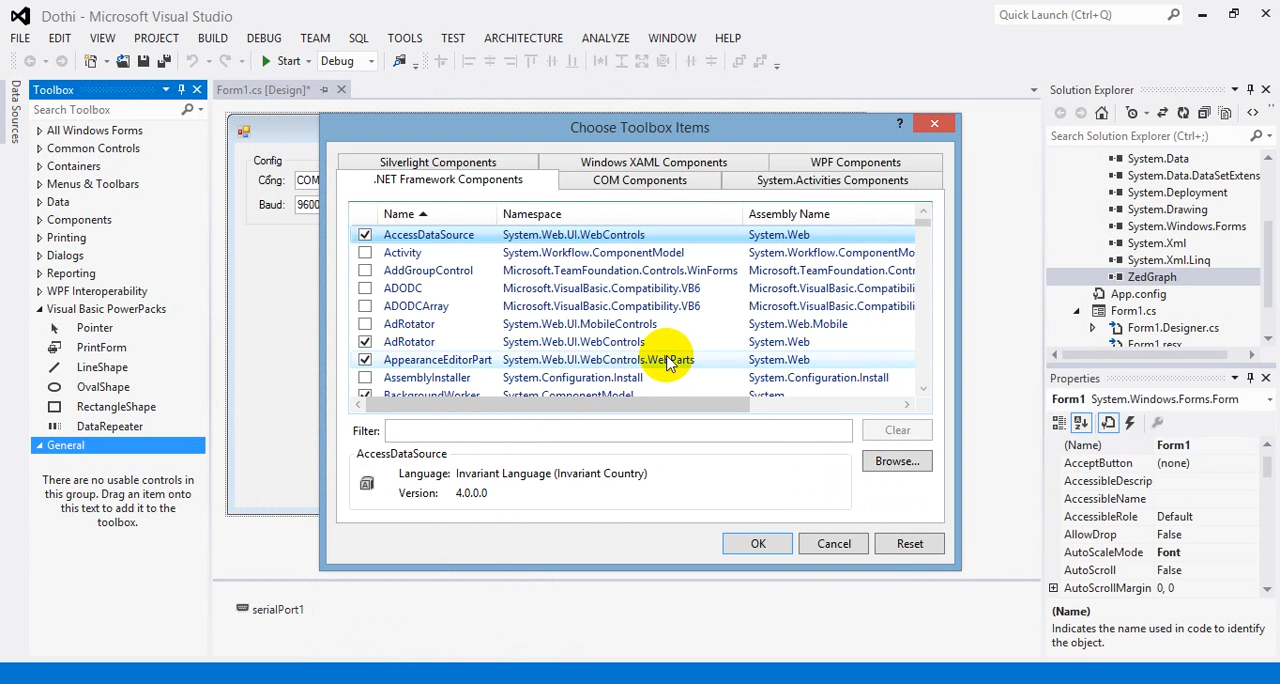 Dothi - Microsoft Visual Studio
Quick Launch (Ctrl+Q)
FILE EDIT VIEW PROJECT BUILD DEBUG TEAM SQL TOOLS TEST ARCHITECTURE ANALYZE WINDOW HELP
Start Debug
Data Sources
Toolbox
Search Toolbox
All Windows Forms
Common Controls
Containers
Menus & Toolbars
Data
Components
Printing
Dialogs
Reporting
WPF Interoperability
Visual Basic PowerPacks
Pointer
PrintForm
LineShape
OvalShape
RectangleShape
DataRepeater
General
There are no usable controls in
this group. Drag an item onto
this text to add it to the
toolbox.
Form1.cs [Design]*
Config
Cổng: COM
Baud: 9600
serialPort1
Choose Toolbox Items
?
Silverlight Components Windows XAML Components WPF Components
.NET Framework Components COM Components System.Activities Components
Name Namespace Assembly Name
AccessDataSource System.Web.UI.WebControls System.Web
Activity System.Workflow.ComponentModel System.Workflow.ComponentMo
AddGroupControl Microsoft.TeamFoundation.Controls.WinForms Microsoft.TeamFoundation.Contr
ADODC Microsoft.VisualBasic.Compatibility.VB6 Microsoft.VisualBasic.Compatibili
ADODCArray Microsoft.VisualBasic.Compatibility.VB6 Microsoft.VisualBasic.Compatibili
AdRotator System.Web.UI.MobileControls System.Web.Mobile
AdRotator System.Web.UI.WebControls System.Web
AppearanceEditorPart System.Web.UI.WebControls.WebParts System.Web
AssemblyInstaller System.Configuration.Install System.Configuration.Install
BackgroundWorker System.ComponentModel System
Filter: Clear
AccessDataSource Browse...
Language: Invariant Language (Invariant Country)
Version: 4.0.0.0
OK Cancel Reset
Solution Explorer
Search Solution Explorer (Ctrl+;)
System.Data
System.Data.DataSetExtens
System.Deployment
System.Drawing
System.Windows.Forms
System.Xml
System.Xml.Linq
ZedGraph
App.config
Form1.cs
Form1.Designer.cs
Form1.resx
Properties
Form1 System.Windows.Forms.Form
(Name) Form1
AcceptButton (none)
AccessibleDescrip
AccessibleName
AccessibleRole Default
AllowDrop False
AutoScaleMode Font
AutoScroll False
AutoScrollMargin 0, 0
(Name)
Indicates the name used in code to identify
the object.